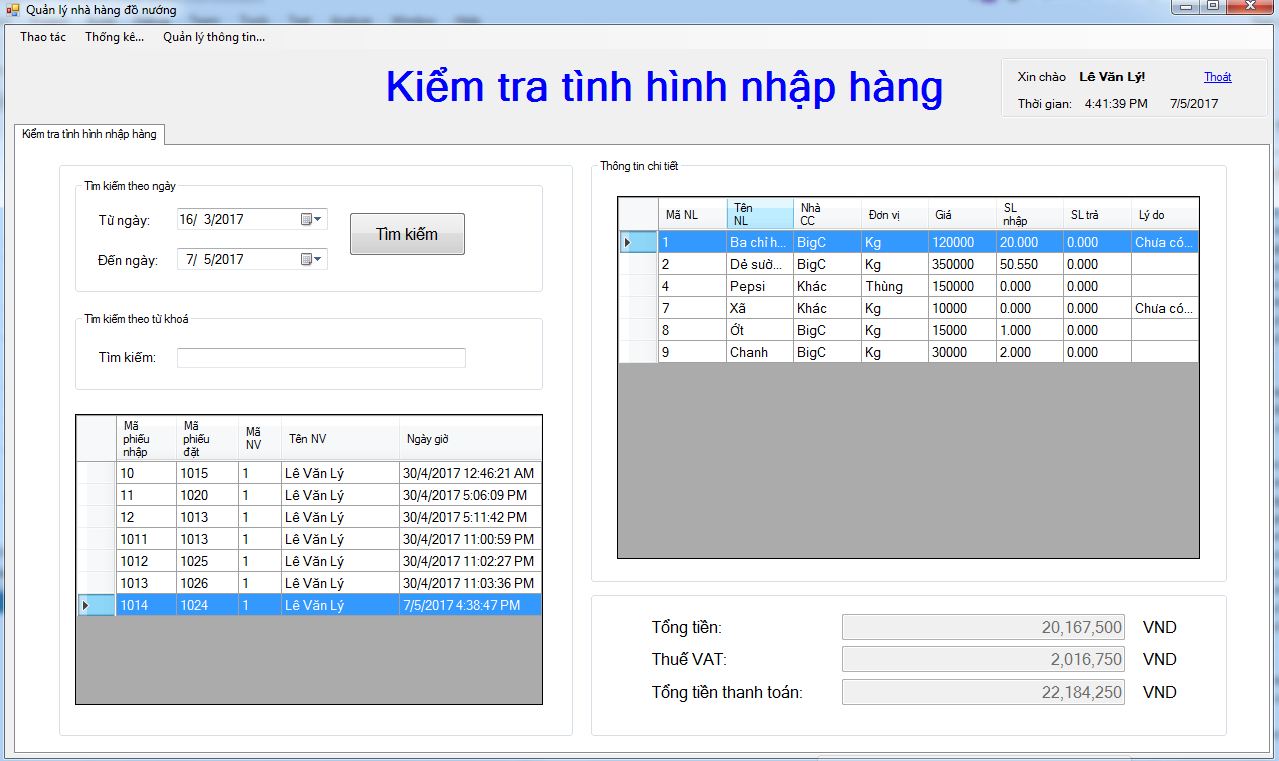 Quản lý nhà hàng đồ nướng
Thao tác Thống kê... Quản lý thông tin...
Kiểm tra tình hình nhập hàng
Xin chào Lê Văn Lý! Thoát
Thời gian: 4:41:39 PM 7/5/2017
Kiểm tra tình hình nhập hàng
Tìm kiếm theo ngày
Từ ngày: 16/ 3/2017
Đến ngày: 7/ 5/2017
Tìm kiếm
Tìm kiếm theo từ khoá
Tìm kiếm:
Mã phiếu nhập Mã phiếu đặt Mã NV Tên NV Ngày giờ
10 1015 1 Lê Văn Lý 30/4/2017 12:46:21 AM
11 1020 1 Lê Văn Lý 30/4/2017 5:06:09 PM
12 1013 1 Lê Văn Lý 30/4/2017 5:11:42 PM
1011 1013 1 Lê Văn Lý 30/4/2017 11:00:59 PM
1012 1025 1 Lê Văn Lý 30/4/2017 11:02:27 PM
1013 1026 1 Lê Văn Lý 30/4/2017 11:03:36 PM
1014 1024 1 Lê Văn Lý 7/5/2017 4:38:47 PM
Thông tin chi tiết
Mã NL Tên NL Nhà CC Đơn vị Giá SL nhập SL trả Lý do
1 Ba chỉ h... BigC Kg 120000 20.000 0.000 Chưa có...
2 Dẻ sườ... BigC Kg 350000 50.550 0.000
4 Pepsi Khác Thùng 150000 0.000 0.000
7 Xã Khác Kg 10000 0.000 0.000 Chưa có...
8 Ớt BigC Kg 15000 1.000 0.000
9 Chanh BigC Kg 30000 2.000 0.000
Tổng tiền: 20,167,500 VND
Thuế VAT: 2,016,750 VND
Tổng tiền thanh toán: 22,184,250 VND